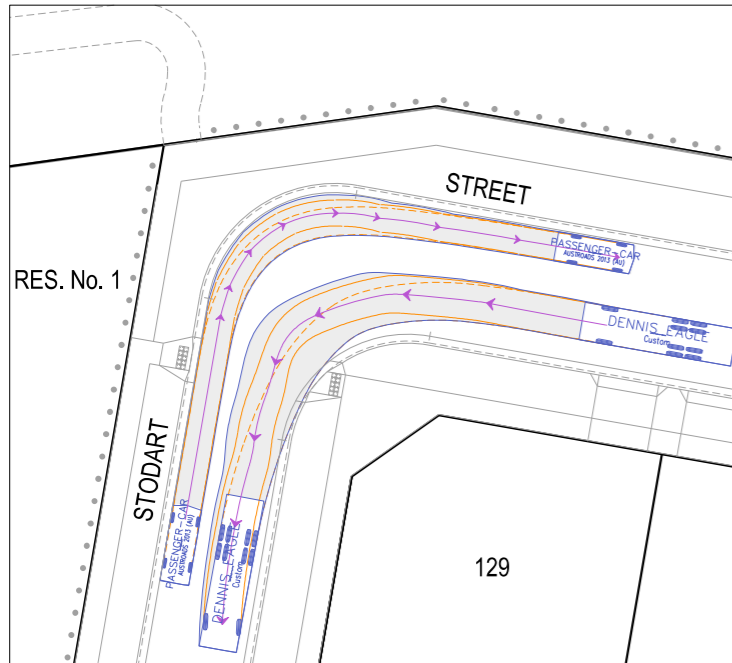 STREET
PASSENGER-CAR
AUSTROADS 2013 (AU)
RES. No. 1
DENNIS_EAGLE
Custom
STODART
PASSENGER-CAR
AUSTROADS 2013 (AU)
DENNIS_EAGLE
Custom
129